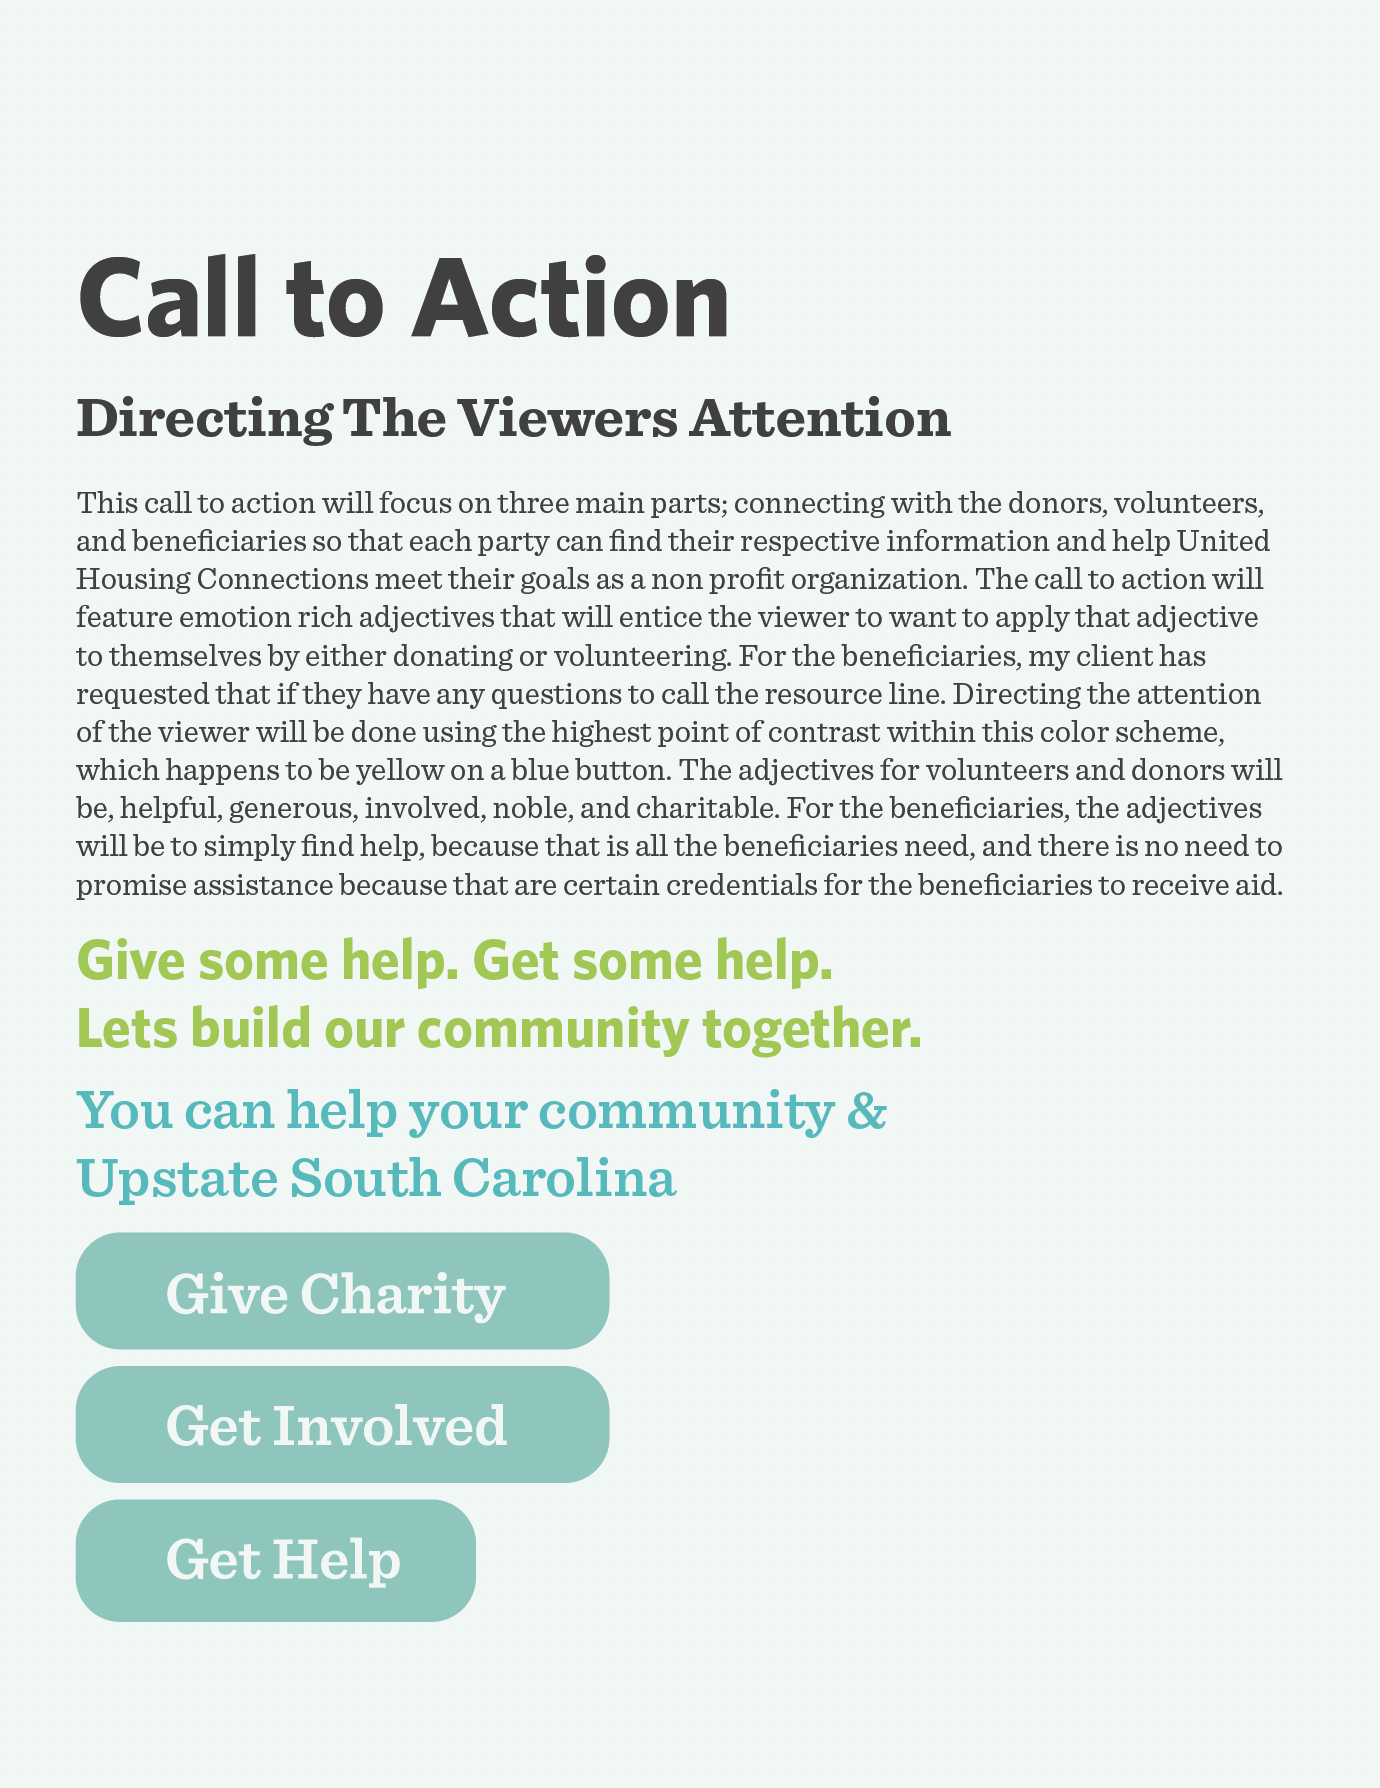 Call to Action
Directing The Viewers Attention
This call to action will focus on three main parts; connecting with the donors, volunteers,
and beneficiaries so that each party can find their respective information and help United
Housing Connections meet their goals as a non profit organization. The call to action will
feature emotion rich adjectives that will entice the viewer to want to apply that adjective
to themselves by either donating or volunteering. For the beneficiaries, my client has
requested that if they have any questions to call the resource line. Directing the attention
of the viewer will be done using the highest point of contrast within this color scheme,
which happens to be yellow on a blue button. The adjectives for volunteers and donors will
be, helpful, generous, involved, noble, and charitable. For the beneficiaries, the adjectives
will be to simply find help, because that is all the beneficiaries need, and there is no need to
promise assistance because that are certain credentials for the beneficiaries to receive aid.
Give some help. Get some help.
Lets build our community together.
You can help your community &
Upstate South Carolina
Give Charity
Get Involved
Get Help